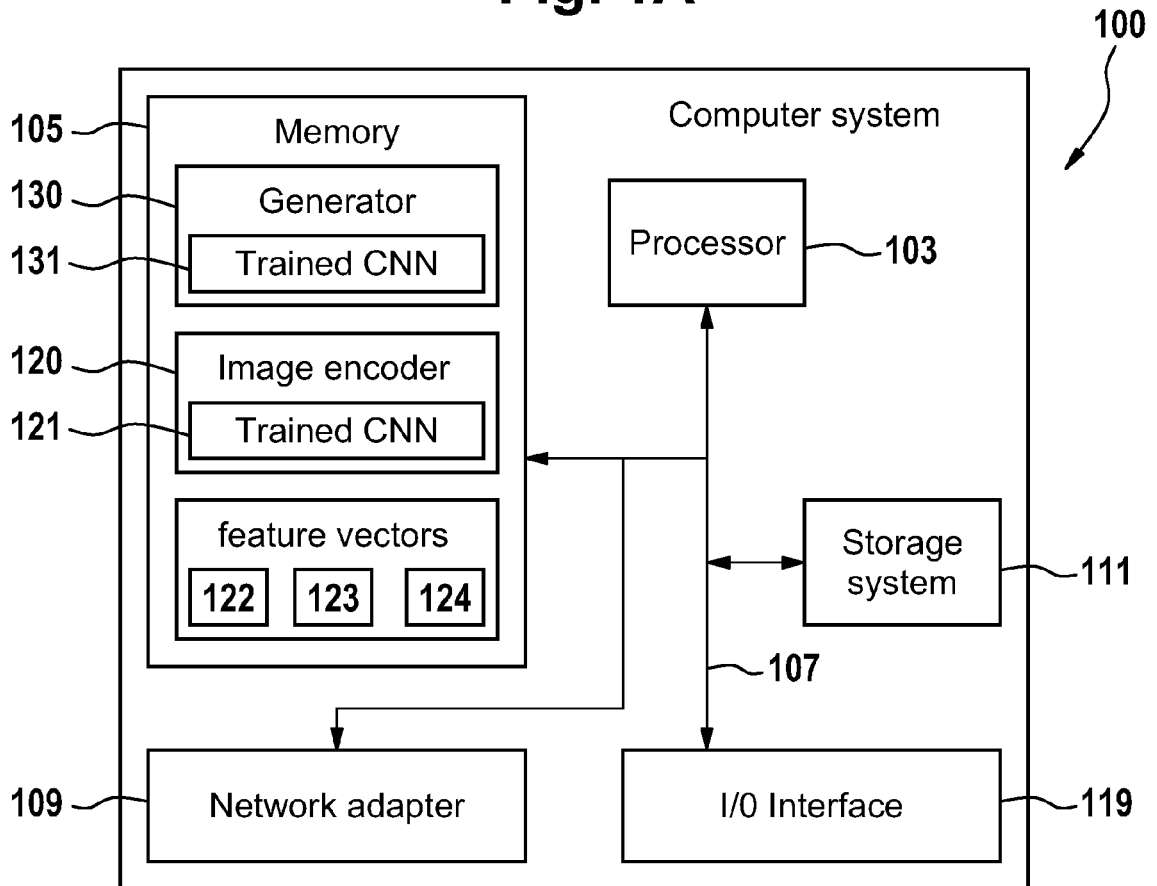 Fig.
100
Computer system
105
Memory
130
Generator
131
Trained CNN
Processor
103
120
Image encoder
121
Trained CNN
feature vectors
122 123 124
Storage
system
111
107
109
Network adapter
I/0 Interface
119